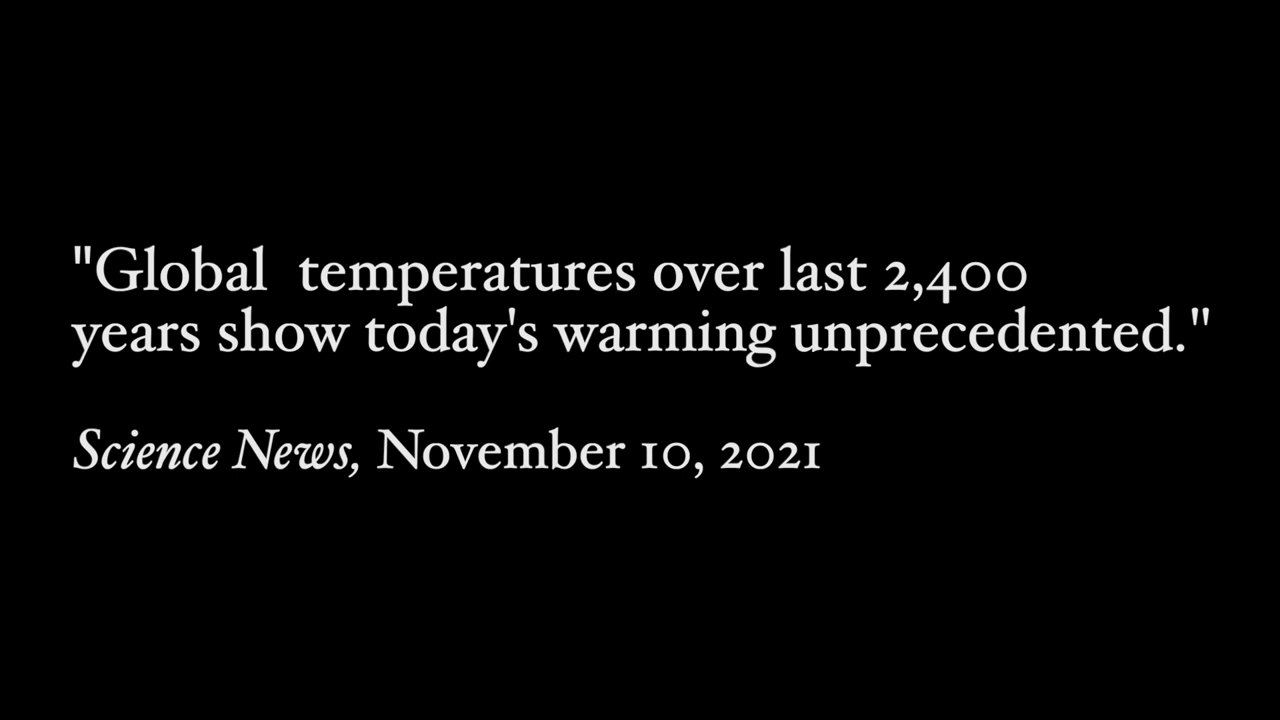 "Global  temperatures over last 2,400
years show today's warming unprecedented."
Science News, November 10, 2021